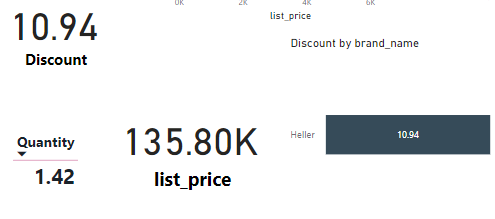 0K 2K 4K 6K
list_price
10.94
Discount
Discount by brand_name
Quantity
1.42
135.80K
list_price
Heller 10.94